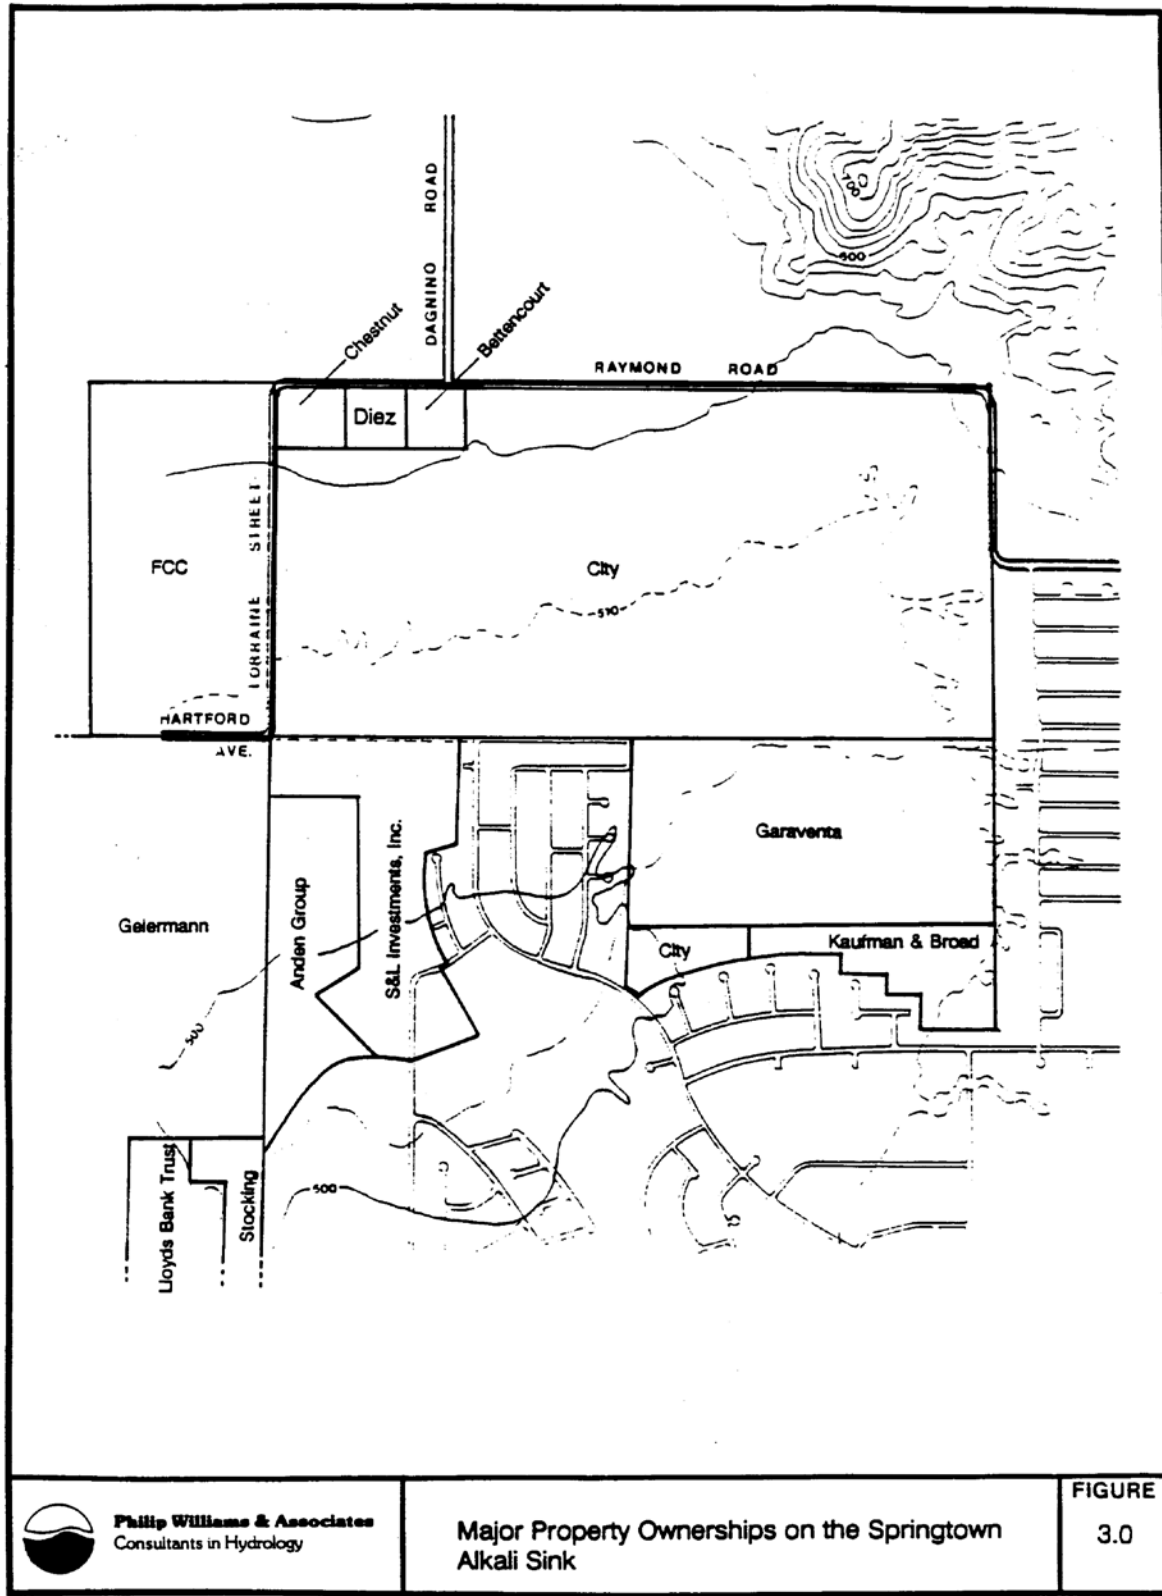 700
600
DAGNINO ROAD
Chestnut
Bettencourt
RAYMOND ROAD
Diez
LORRAINE STREET
FCC
City
510
HARTFORD
AVE.
Garaventa
Geiermann
Anden Group
S&L Investments, Inc.
City
Kaufman & Broad
500
Lloyds Bank Trust
Stocking
500
Philip Williams & Associates
Consultants in Hydrology
Major Property Ownerships on the Springtown
Alkali Sink
FIGURE
3.0